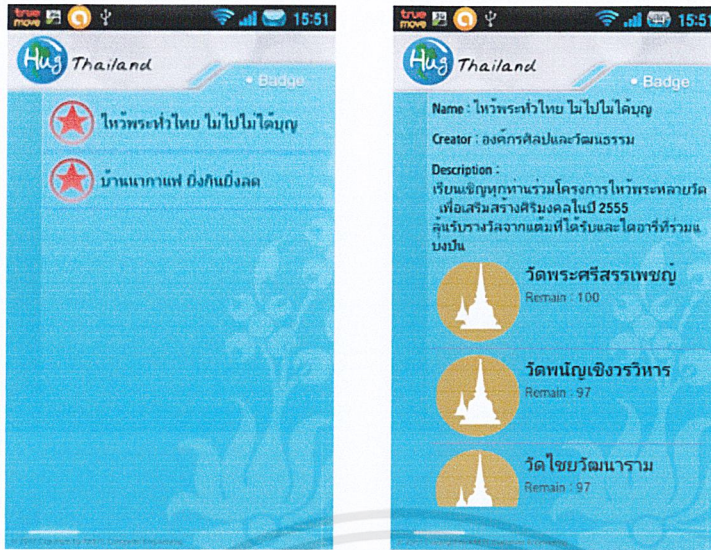 true move
15:51
Hug Thailand
• Badge
ไหว้พระทั่วไทย ไม่ไปไม่ได้บุญ
บ้านนากาแฟ ยิ่งกินยิ่งลด
true move
15:51
Hug Thailand
• Badge
Name : ไหว้พระทั่วไทย ไม่ไปไม่ได้บุญ
Creator : องค์กรศิลปและวัฒนธรรม
Description :
เรียนเชิญทุกท่านร่วมโครงการไหว้พระหลายวัด
เพื่อเสริมสร้างศิริมงคลในปี 2555
ลุ้นรับรางวัลจากแต้มที่ได้รับและไดอารี่ที่ร่วมแ
บ่งปัน
วัดพระศรีสรรเพชญ์
Remain : 100
วัดพนัญเชิงวรวิหาร
Remain : 97
วัดไชยวัฒนาราม
Remain : 97